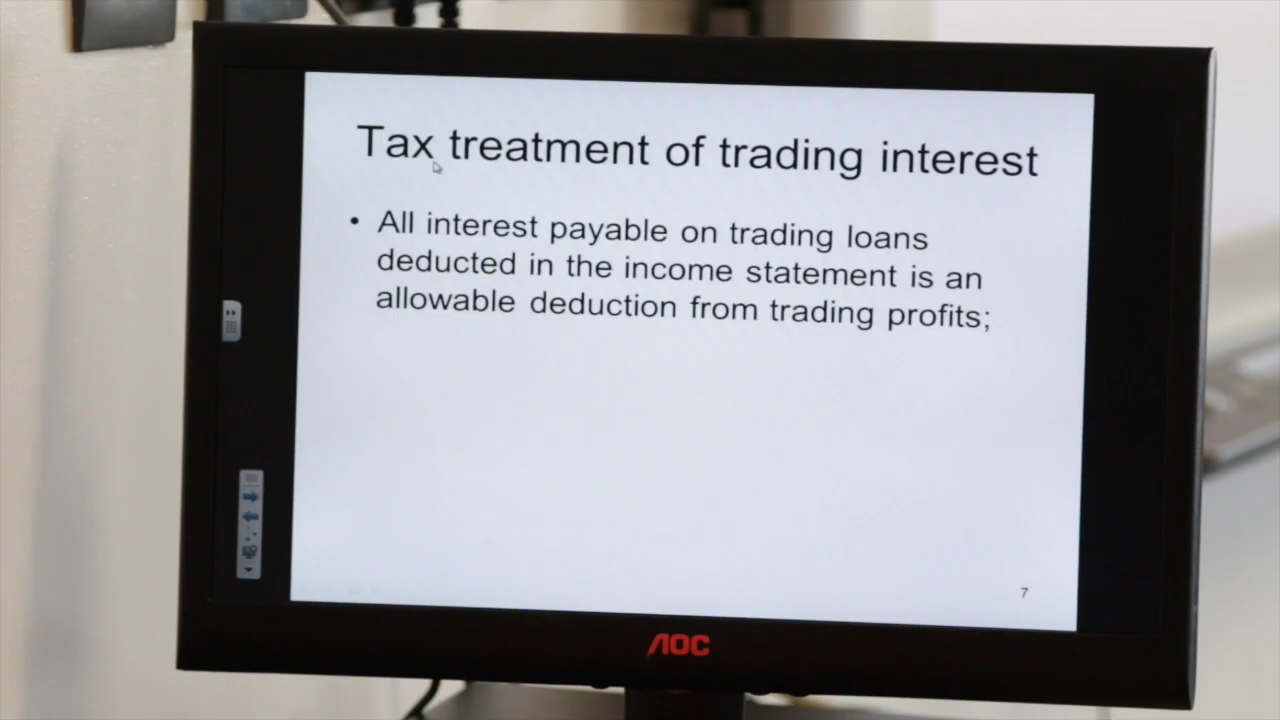 Tax treatment of trading interest
• All interest payable on trading loans
deducted in the income statement is an
allowable deduction from trading profits;
7
AOC